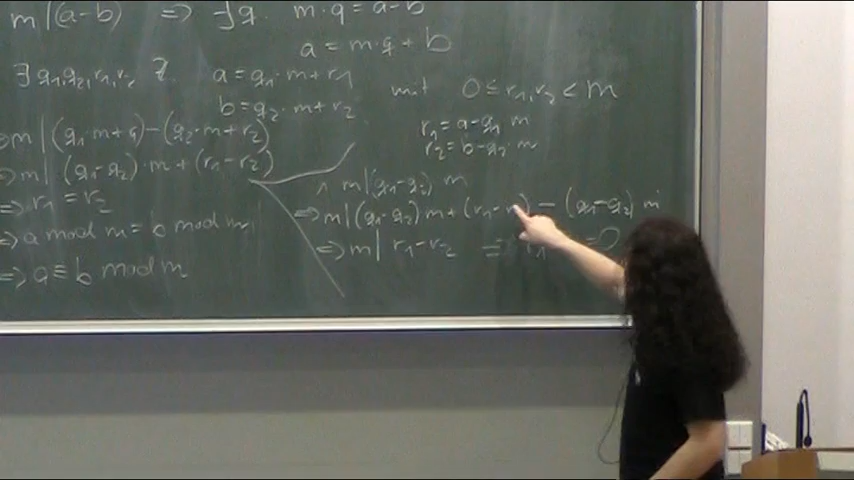 m | (a-b) => ∃q. m·q = a-b
a = m·q + b
∃ q1,q2,r1,r2 a = q1·m + r1
b = q2·m + r2
mit 0 ≤ r1, r2 < m
r1 = a-q1 m
r2 = b-q2·m
=> m | (q1·m+r1) - (q2·m + r2)
=> m | (q1-q2)·m + (r1-r2)
=> r1 = r2
=> a mod m = b mod m
=> a ≡ b mod m
∧ m | (q1-q2) m
=> m | (q1-q2) m + (r1-r2) - (q1-q2) m
=> m | r1-r2 => r1 =0